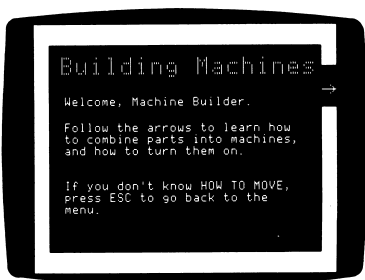 Building Machines
Welcome, Machine Builder.
Follow the arrows to learn how
to combine parts into machines,
and how to turn them on.
If you don't know HOW TO MOVE,
press ESC to go back to the
menu.